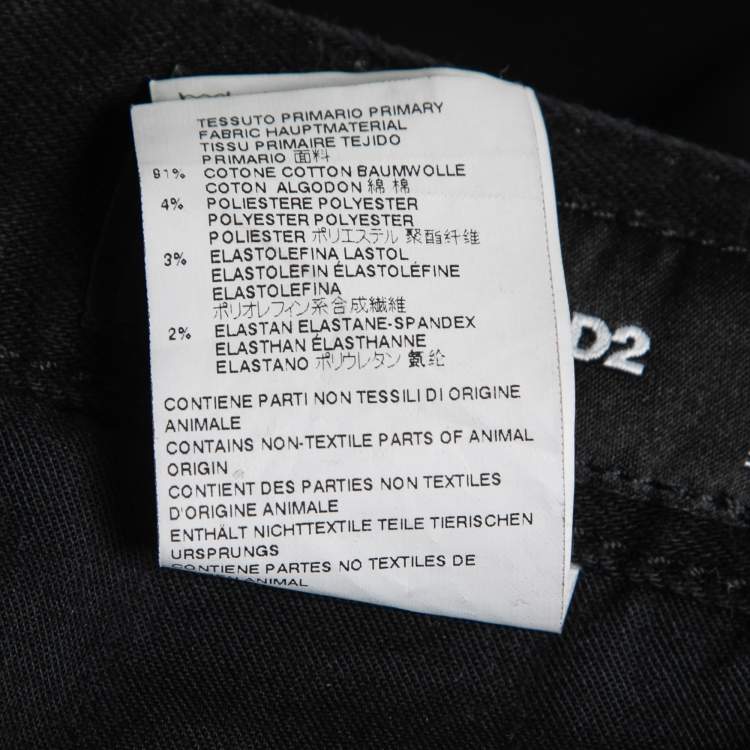 TESSUTO PRIMARIO PRIMARY
FABRIC HAUPTMATERIAL
TISSU PRIMAIRE TEJIDO
PRIMARIO 面料
91% COTONE COTTON BAUMWOLLE
COTON ALGODON 綿 棉
4% POLIESTERE POLYESTER
POLYESTER POLYESTER
POLIESTER ポリエステル 聚酯纤维
3% ELASTOLEFINA LASTOL
ELASTOLEFIN ÉLASTOLÉFINE
ELASTOLEFINA
ポリオレフィン系合成繊維
2% ELASTAN ELASTANE-SPANDEX
ELASTHAN ÉLASTHANNE
ELASTANO ポリウレタン 氨纶
CONTIENE PARTI NON TESSILI DI ORIGINE
ANIMALE
CONTAINS NON-TEXTILE PARTS OF ANIMAL
ORIGIN
CONTIENT DES PARTIES NON TEXTILES
D'ORIGINE ANIMALE
ENTHÄLT NICHTTEXTILE TEILE TIERISCHEN
URSPRUNGS
CONTIENE PARTES NO TEXTILES DE
ANIMAL
D2